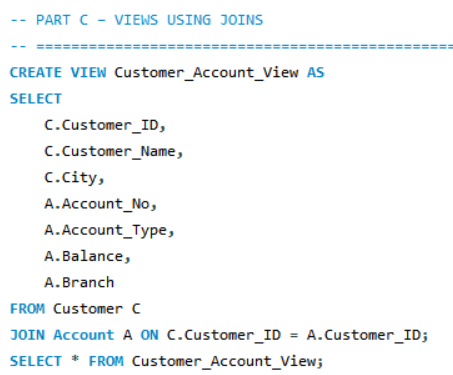 -- PART C – VIEWS USING JOINS
-- ================================================
CREATE VIEW Customer_Account_View AS
SELECT
C.Customer_ID,
C.Customer_Name,
C.City,
A.Account_No,
A.Account_Type,
A.Balance,
A.Branch
FROM Customer C
JOIN Account A ON C.Customer_ID = A.Customer_ID;
SELECT * FROM Customer_Account_View;